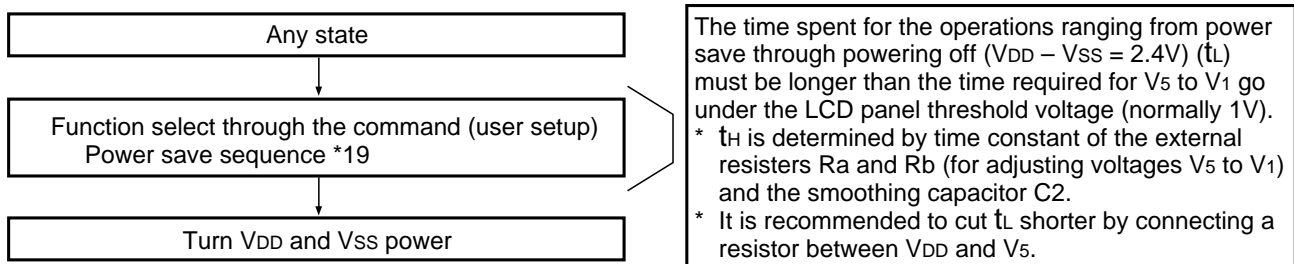 Any state
Function select through the command (user setup)
Power save sequence *19
Turn VDD and VSS power
The time spent for the operations ranging from power
save through powering off (VDD – VSS = 2.4V) (tL)
must be longer than the time required for V5 to V1 go
under the LCD panel threshold voltage (normally 1V).
* tH is determined by time constant of the external
resisters Ra and Rb (for adjusting voltages V5 to V1)
and the smoothing capacitor C2.
* It is recommended to cut tL shorter by connecting a
resistor between VDD and V5.